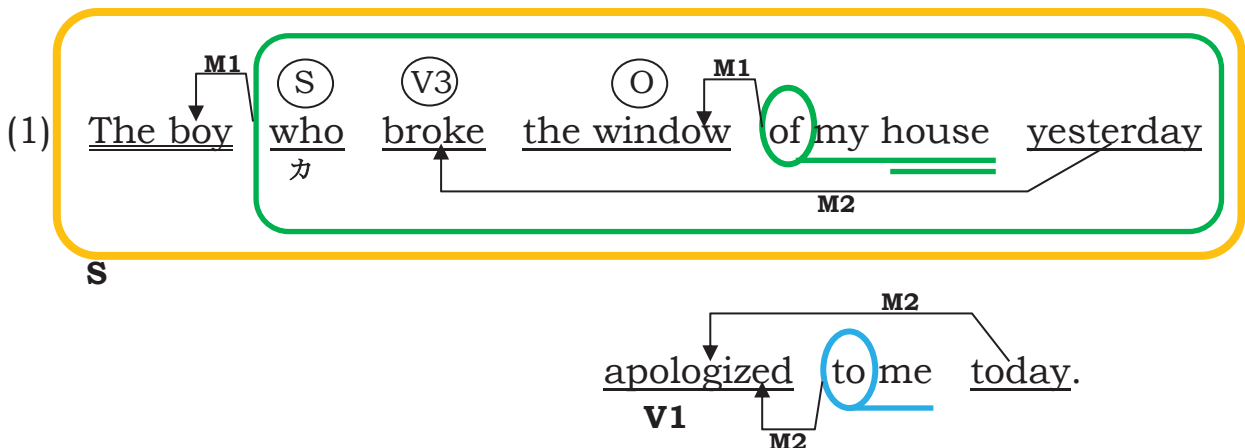 M1 S V3 O M1
(1) The boy who broke the window of my house yesterday
カ
M2
S
M2
apologized to me today.
V1
M2